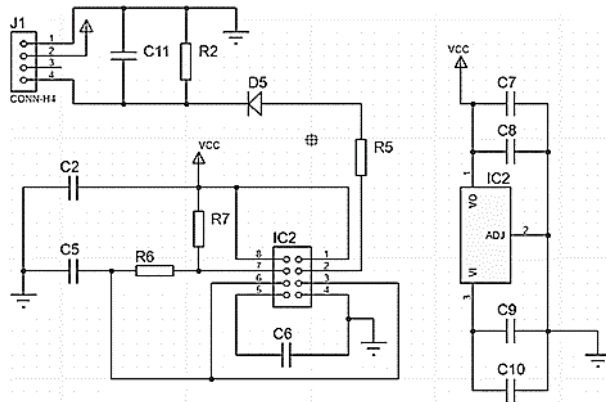 J1
1
2
3
4
CONN-H4
C11
R2
D5
R5
VCC
C2
C5
R6
R7
IC2
8 1
7 2
6 3
5 4
C6
VCC
C7
C8
1
IC2
VO
ADJ
2
VI
3
C9
C10